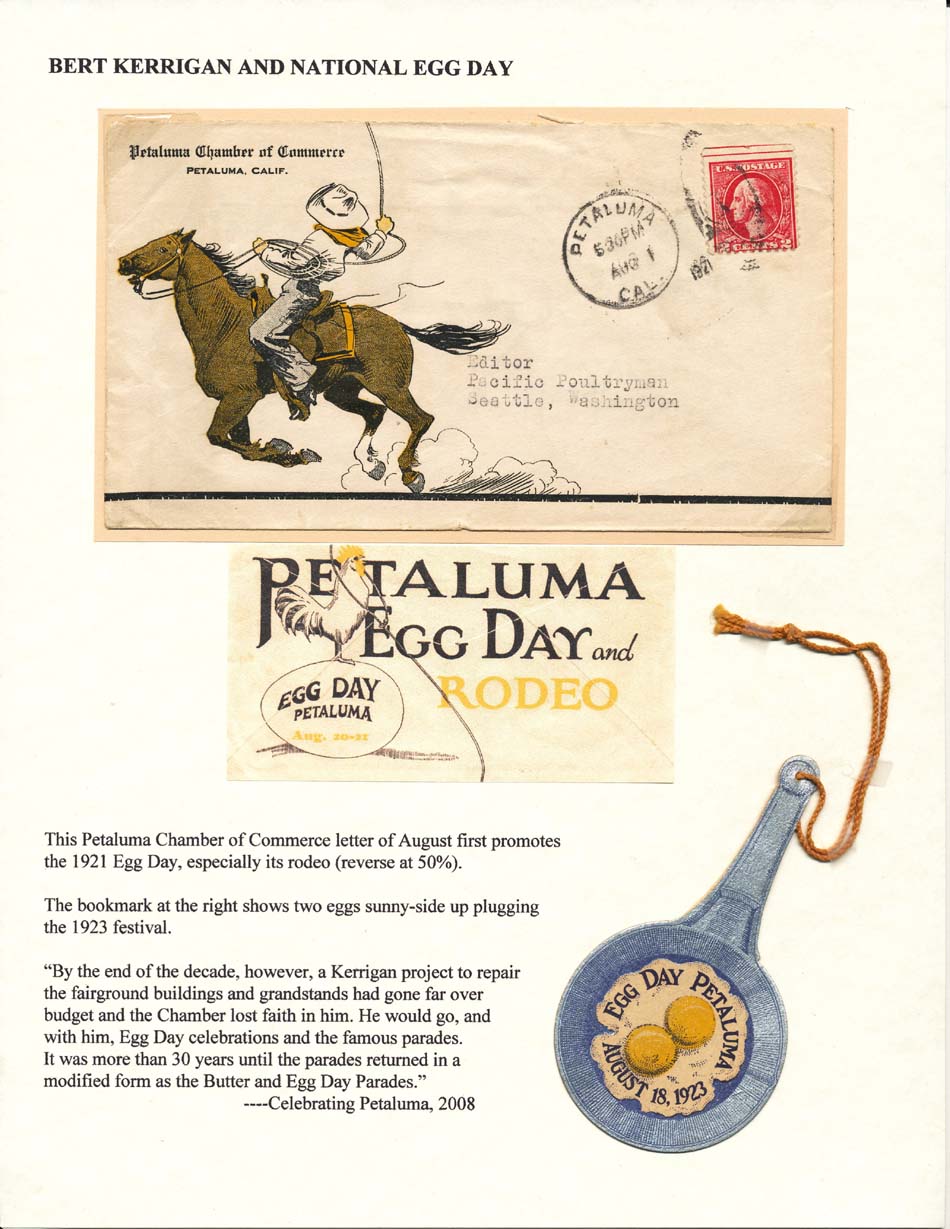 BERT KERRIGAN AND NATIONAL EGG DAY
Petaluma Chamber of Commerce
PETALUMA, CALIF.
U.S. POSTAGE
2 CENTS 2
PETALUMA
530PM
AUG 1
CAL.
1921
Editor
Pacific Poultryman
Seattle, Washington
PETALUMA
EGG DAY and
RODEO
EGG DAY
PETALUMA
Aug. 20-21
This Petaluma Chamber of Commerce letter of August first promotes
the 1921 Egg Day, especially its rodeo (reverse at 50%).
The bookmark at the right shows two eggs sunny-side up plugging
the 1923 festival.
“By the end of the decade, however, a Kerrigan project to repair
the fairground buildings and grandstands had gone far over
budget and the Chamber lost faith in him. He would go, and
with him, Egg Day celebrations and the famous parades.
It was more than 30 years until the parades returned in a
modified form as the Butter and Egg Day Parades.”
----Celebrating Petaluma, 2008
EGG DAY PETALUMA
AUGUST 18, 1923